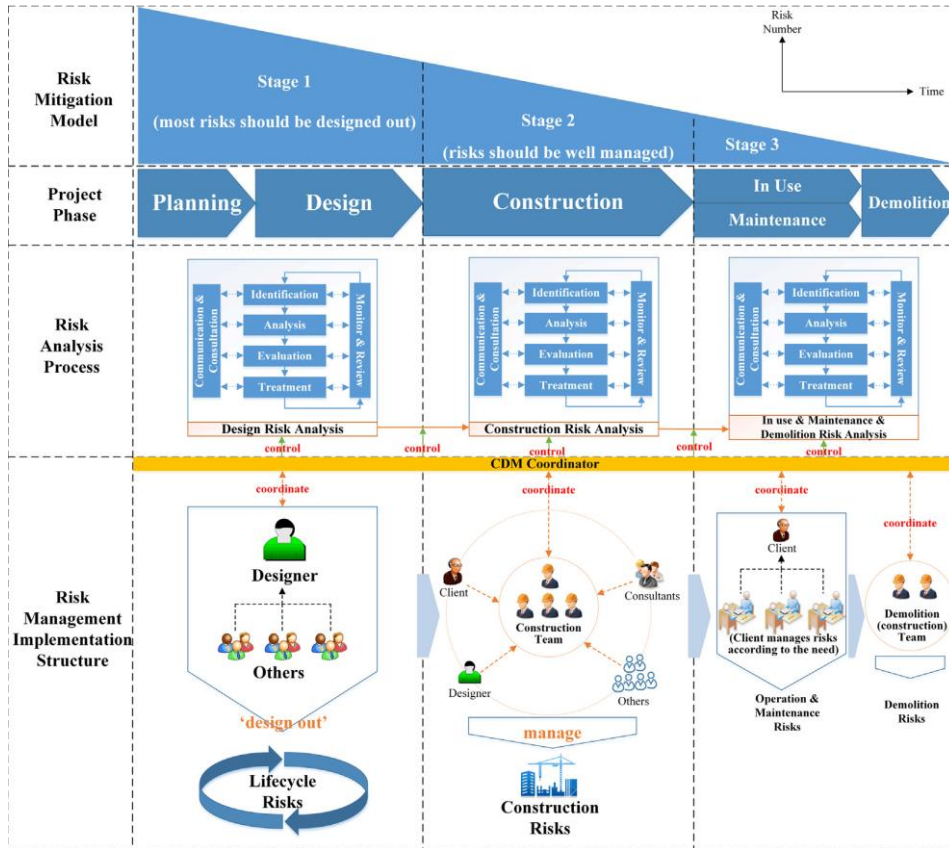 Risk
Number
Time
Risk
Mitigation
Model
Stage 1
(most risks should be designed out)
Stage 2
(risks should be well managed)
Stage 3
Project
Phase
Planning
Design
Construction
In Use
Maintenance
Demolition
Risk
Analysis
Process
Communication &
Consultation
Identification
Analysis
Evaluation
Treatment
Monitor & Review
Design Risk Analysis
Communication &
Consultation
Identification
Analysis
Evaluation
Treatment
Monitor & Review
Construction Risk Analysis
Communication &
Consultation
Identification
Analysis
Evaluation
Treatment
Monitor & Review
In use & Maintenance &
Demolition Risk Analysis
control
control
control
control
control
CDM Coordinator
Risk
Management
Implementation
Structure
coordinate
Designer
Others
'design out'
Lifecycle
Risks
coordinate
Client
Consultants
Construction
Team
Designer
Others
manage
Construction
Risks
coordinate
Client
(Client manages risks
according to the need)
Operation &
Maintenance
Risks
coordinate
Demolition
(construction)
Team
Demolition
Risks